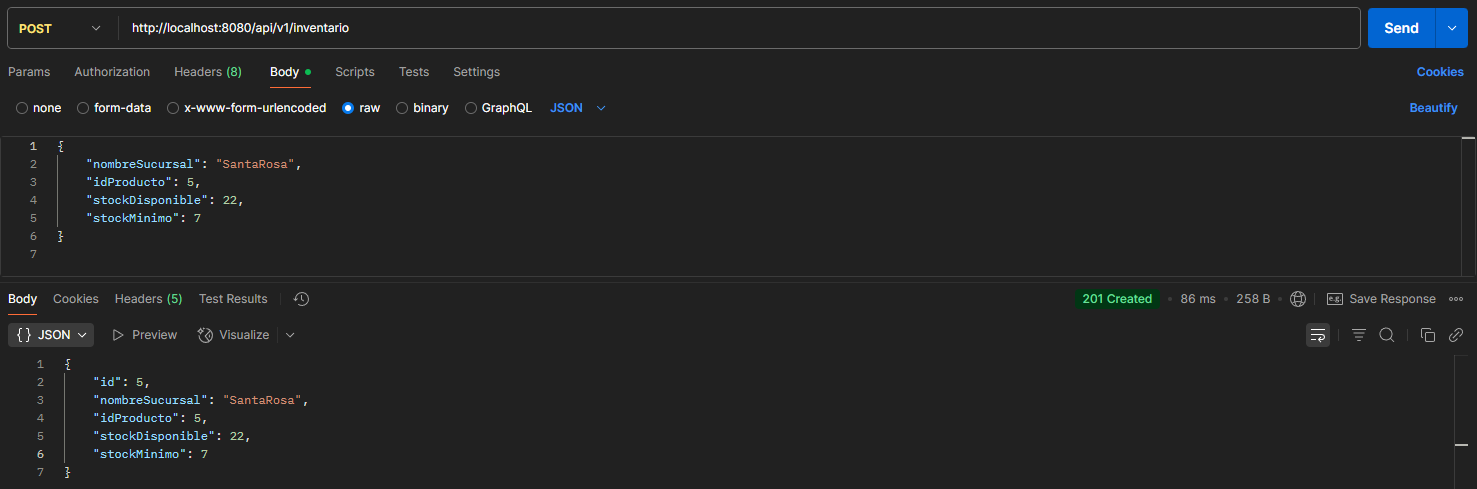 POST http://localhost:8080/api/v1/inventario Send
Params Authorization Headers (8) Body Scripts Tests Settings Cookies
none form-data x-www-form-urlencoded raw binary GraphQL JSON Beautify
1 {
2 "nombreSucursal": "SantaRosa",
3 "idProducto": 5,
4 "stockDisponible": 22,
5 "stockMinimo": 7
6 }
7
Body Cookies Headers (5) Test Results 201 Created • 86 ms • 258 B • e.g. Save Response
{} JSON Preview Visualize
1 {
2 "id": 5,
3 "nombreSucursal": "SantaRosa",
4 "idProducto": 5,
5 "stockDisponible": 22,
6 "stockMinimo": 7
7 }